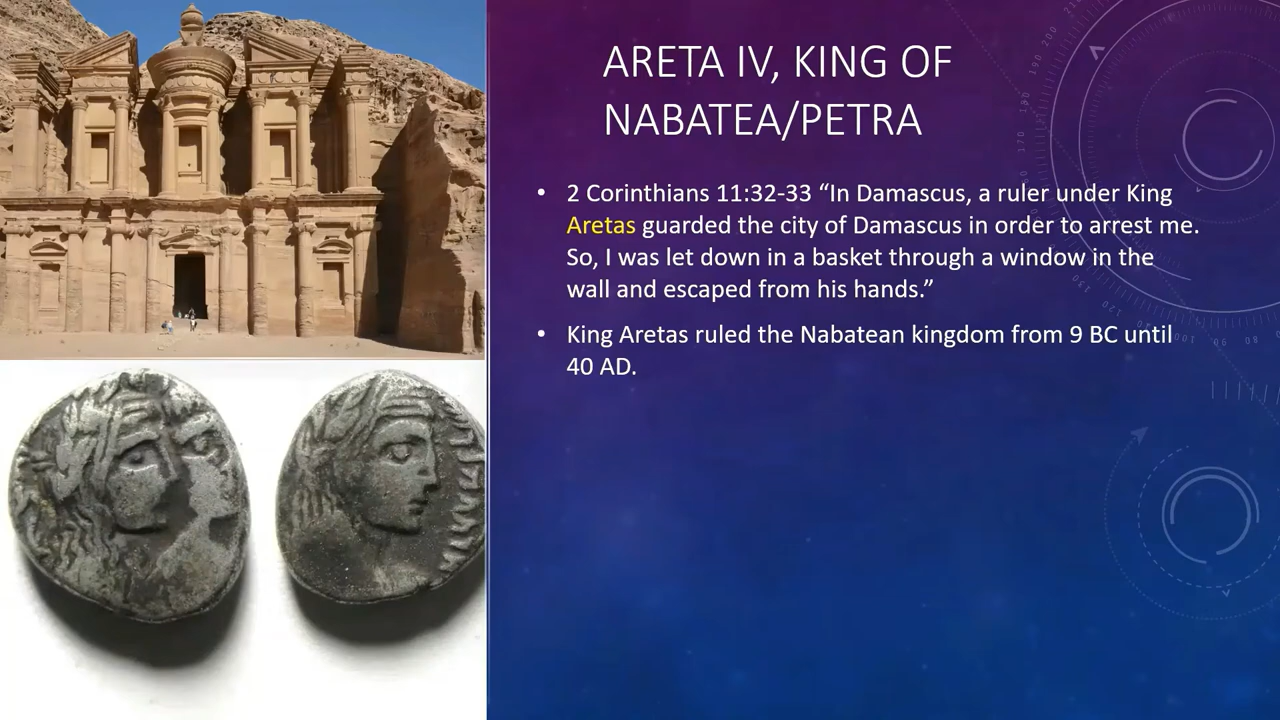 ARETA IV, KING OF
NABATEA/PETRA
• 2 Corinthians 11:32-33 “In Damascus, a ruler under King
Aretas guarded the city of Damascus in order to arrest me.
So, I was let down in a basket through a window in the
wall and escaped from his hands.”
• King Aretas ruled the Nabatean kingdom from 9 BC until
40 AD.